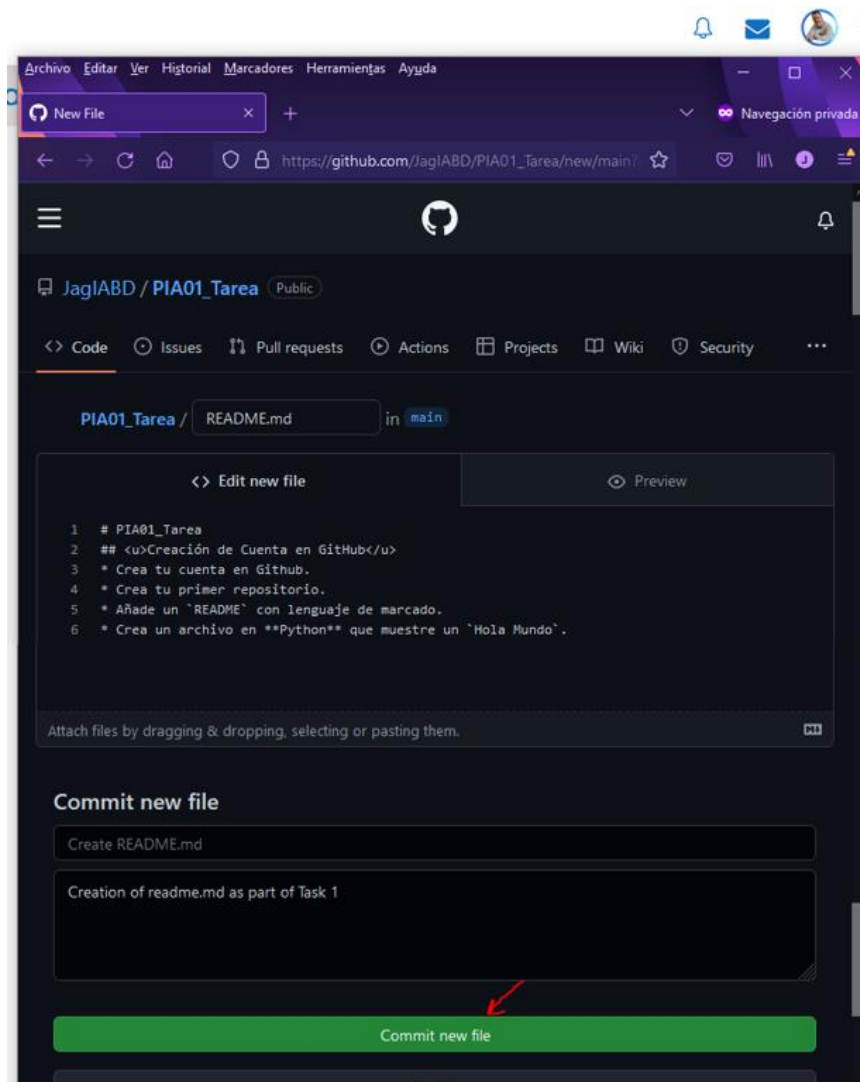 Archivo Editar Ver Historial Marcadores Herramientas Ayuda
New File
Navegación privada
https://github.com/JagIABD/PIA01_Tarea/new/main?
J
JagIABD / PIA01_Tarea Public
Code Issues Pull requests Actions Projects Wiki Security ...
PIA01_Tarea / README.md in main
<> Edit new file Preview
1 # PIA01_Tarea
2 ## <u>Creación de Cuenta en GitHub</u>
3 * Crea tu cuenta en Github.
4 * Crea tu primer repositorio.
5 * Añade un `README` con lenguaje de marcado.
6 * Crea un archivo en **Python** que muestre un `Hola Mundo`.
Attach files by dragging & dropping, selecting or pasting them.
Commit new file
Create README.md
Creation of readme.md as part of Task 1
Commit new file